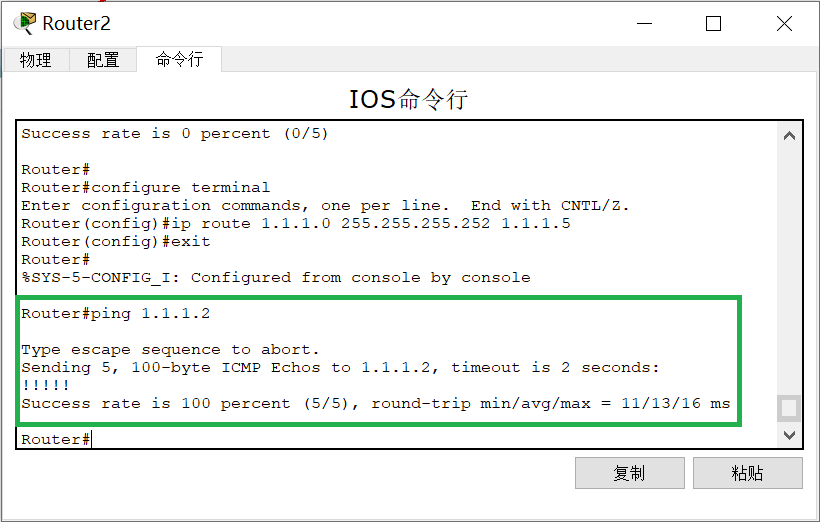 Router2
物理 配置 命令行
IOS命令行
Success rate is 0 percent (0/5)
Router#
Router#configure terminal
Enter configuration commands, one per line.  End with CNTL/Z.
Router(config)#ip route 1.1.1.0 255.255.255.252 1.1.1.5
Router(config)#exit
Router#
%SYS-5-CONFIG_I: Configured from console by console
Router#ping 1.1.1.2
Type escape sequence to abort.
Sending 5, 100-byte ICMP Echos to 1.1.1.2, timeout is 2 seconds:
!!!!!
Success rate is 100 percent (5/5), round-trip min/avg/max = 11/13/16 ms
Router#
复制 粘贴